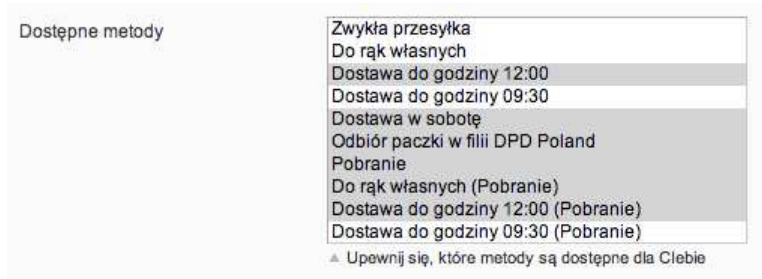 Dostępne metody
Zwykła przesyłka
Do rąk własnych
Dostawa do godziny 12:00
Dostawa do godziny 09:30
Dostawa w sobotę
Odbiór paczki w filii DPD Poland
Pobranie
Do rąk własnych (Pobranie)
Dostawa do godziny 12:00 (Pobranie)
Dostawa do godziny 09:30 (Pobranie)
▲ Upewnij się, które metody są dostępne dla CIebie